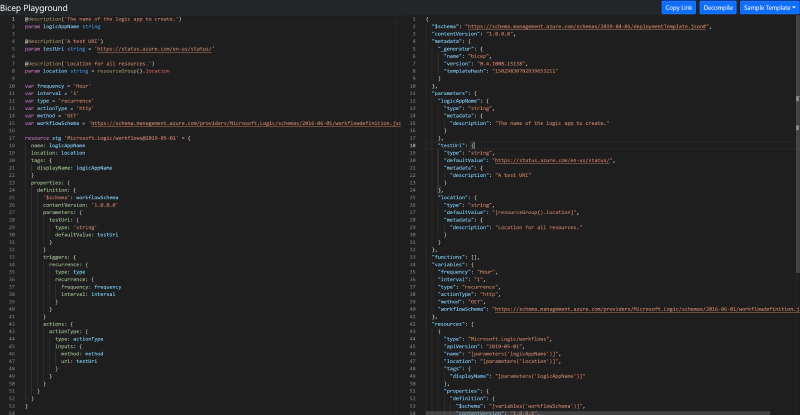 Bicep Playground
Copy Link
Decompile
Sample Template
1 @description('The name of the logic app to create.')
2 param logicAppName string
3
4 @description('A test URI')
5 param testUri string = 'https://status.azure.com/en-us/status/'
6
7 @description('Location for all resources.')
8 param location string = resourceGroup().location
9
10 var frequency = 'Hour'
11 var interval = '1'
12 var type = 'recurrence'
13 var actionType = 'http'
14 var method = 'GET'
15 var workflowSchema = 'https://schema.management.azure.com/providers/Microsoft.Logic/schemas/2016-06-01/workflowdefinition.jsc
16
17 resource stg 'Microsoft.Logic/workflows@2019-05-01' = {
18 name: logicAppName
19 location: location
20 tags: {
21 displayName: logicAppName
22 }
23 properties: {
24 definition: {
25 '$schema': workflowSchema
26 contentVersion: '1.0.0.0'
27 parameters: {
28 testUri: {
29 type: 'string'
30 defaultValue: testUri
31 }
32 }
33 triggers: {
34 recurrence: {
35 type: type
36 recurrence: {
37 frequency: frequency
38 interval: interval
39 }
40 }
41 }
42 actions: {
43 actionType: {
44 type: actionType
45 inputs: {
46 method: method
47 uri: testUri
48 }
49 }
50 }
51 }
52 }
53 }
1 {
2 "$schema": "https://schema.management.azure.com/schemas/2019-04-01/deploymentTemplate.json#",
3 "contentVersion": "1.0.0.0",
4 "metadata": {
5 "_generator": {
6 "name": "bicep",
7 "version": "0.4.1008.15138",
8 "templateHash": "15029830702939653211"
9 }
10 },
11 "parameters": {
12 "logicAppName": {
13 "type": "string",
14 "metadata": {
15 "description": "The name of the logic app to create."
16 }
17 },
18 "testUri": {
19 "type": "string",
20 "defaultValue": "https://status.azure.com/en-us/status/",
21 "metadata": {
22 "description": "A test URI"
23 }
24 },
25 "location": {
26 "type": "string",
27 "defaultValue": "[resourceGroup().location]",
28 "metadata": {
29 "description": "Location for all resources."
30 }
31 }
32 },
33 "functions": [],
34 "variables": {
35 "frequency": "Hour",
36 "interval": "1",
37 "type": "recurrence",
38 "actionType": "http",
39 "method": "GET",
40 "workflowSchema": "https://schema.management.azure.com/providers/Microsoft.Logic/schemas/2016-06-01/workflowdefinition.j
41 },
42 "resources": [
43 {
44 "type": "Microsoft.Logic/workflows",
45 "apiVersion": "2019-05-01",
46 "name": "[parameters('logicAppName')]",
47 "location": "[parameters('location')]",
48 "tags": {
49 "displayName": "[parameters('logicAppName')]"
50 },
51 "properties": {
52 "definition": {
53 "$schema": "[variables('workflowSchema')]",
54 "contentVersion": "1.0.0.0",